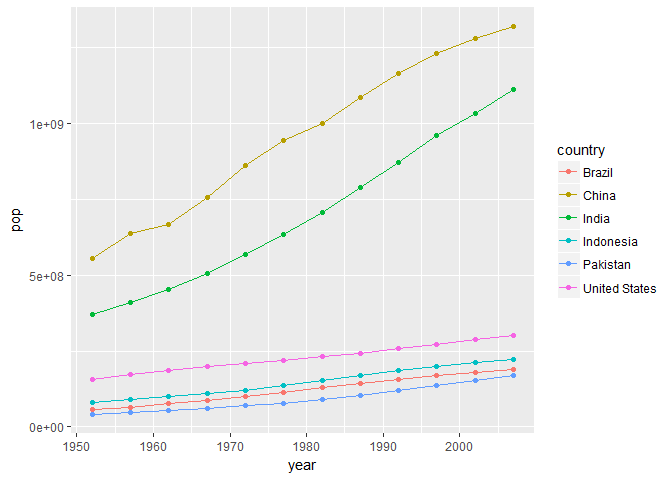 1e+09
5e+08
0e+00
pop
1950 1960 1970 1980 1990 2000
year
country
Brazil
China
India
Indonesia
Pakistan
United States